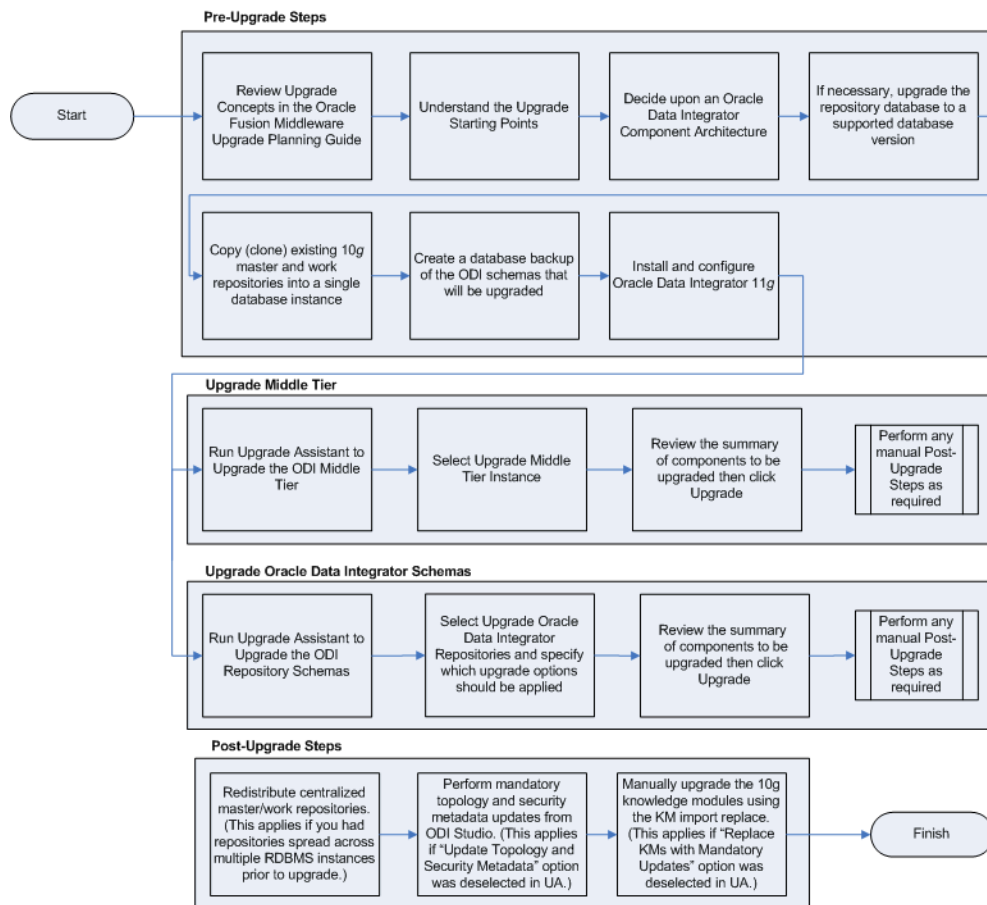 Pre-Upgrade Steps
Start
Review Upgrade
Concepts in the Oracle
Fusion Middleware
Upgrade Planning Guide
Understand the Upgrade
Starting Points
Decide upon an Oracle
Data Integrator
Component Architecture
If necessary, upgrade the
repository database to a
supported database
version
Copy (clone) existing 10g
master and work
repositories into a single
database instance
Create a database backup
of the ODI schemas that
will be upgraded
Install and configure
Oracle Data Integrator 11g
Upgrade Middle Tier
Run Upgrade Assistant to
Upgrade the ODI Middle
Tier
Select Upgrade Middle
Tier Instance
Review the summary
of components to be
upgraded then click
Upgrade
Perform any
manual Post-
Upgrade
Steps as
required
Upgrade Oracle Data Integrator Schemas
Run Upgrade Assistant to
Upgrade the ODI
Repository Schemas
Select Upgrade Oracle
Data Integrator
Repositories and specify
which upgrade options
should be applied
Review the summary
of components to be
upgraded then click
Upgrade
Perform any
manual Post-
Upgrade
Steps as
required
Post-Upgrade Steps
Redistribute centralized
master/work repositories.
(This applies if you had
repositories spread across
multiple RDBMS instances
prior to upgrade.)
Perform mandatory
topology and security
metadata updates from
ODI Studio. (This applies
if “Update Topology and
Security Metadata” option
was deselected in UA.)
Manually upgrade the 10g
knowledge modules using
the KM import replace.
(This applies if “Replace
KMs with Mandatory
Updates” option was
deselected in UA.)
Finish